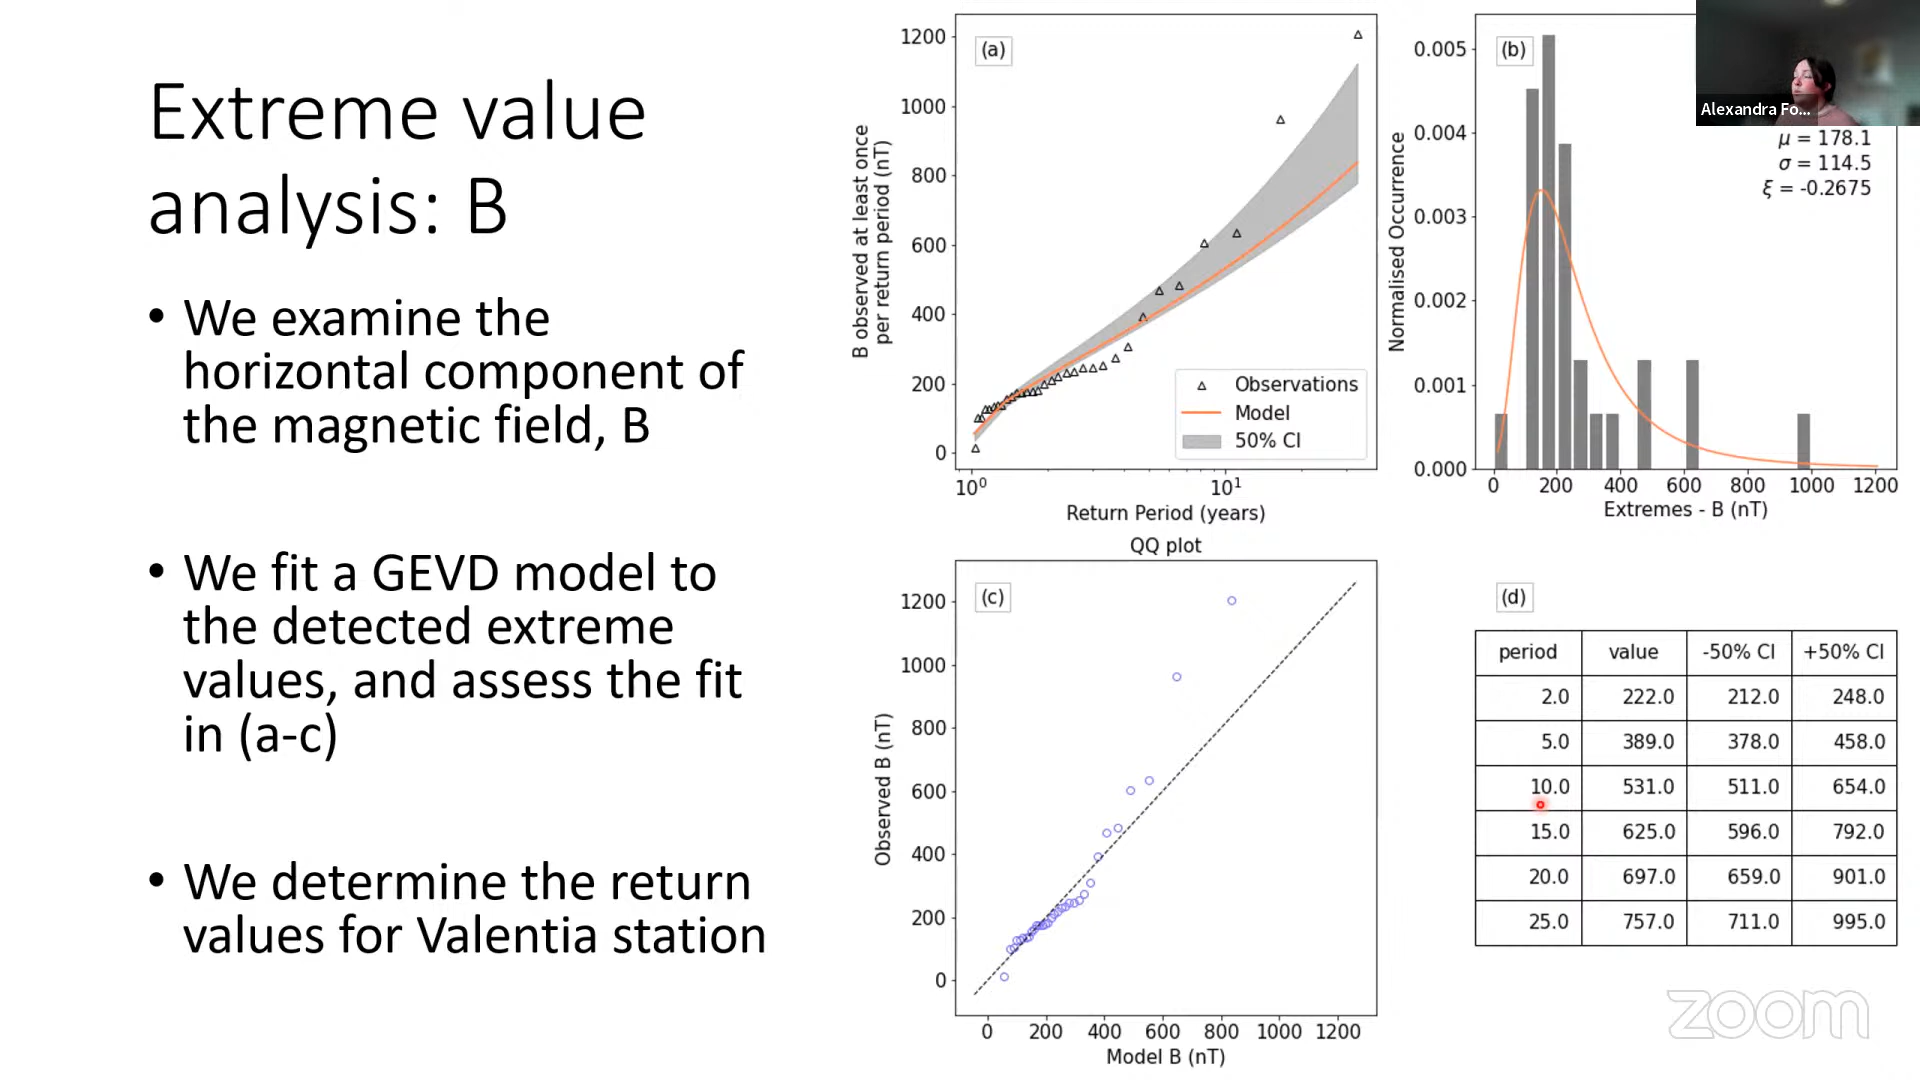 Extreme value
analysis: B
• We examine the
horizontal component of
the magnetic field, B
• We fit a GEVD model to
the detected extreme
values, and assess the fit
in (a-c)
• We determine the return
values for Valentia station
(a)
1200
1000
800
600
400
200
0
B observed at least once
per return period (nT)
Observations
Model
50% CI
10⁰ 10¹
Return Period (years)
(b)
Alexandra Fo...
μ = 178.1
σ = 114.5
ξ = -0.2675
0.005
0.004
0.003
0.002
0.001
0.000
Normalised Occurrence
0 200 400 600 800 1000 1200
Extremes - B (nT)
QQ plot
(c)
1200
1000
800
600
400
200
0
Observed B (nT)
0 200 400 600 800 1000 1200
Model B (nT)
(d)
period value -50% CI +50% CI
2.0 222.0 212.0 248.0
5.0 389.0 378.0 458.0
10.0 531.0 511.0 654.0
15.0 625.0 596.0 792.0
20.0 697.0 659.0 901.0
25.0 757.0 711.0 995.0
zoom